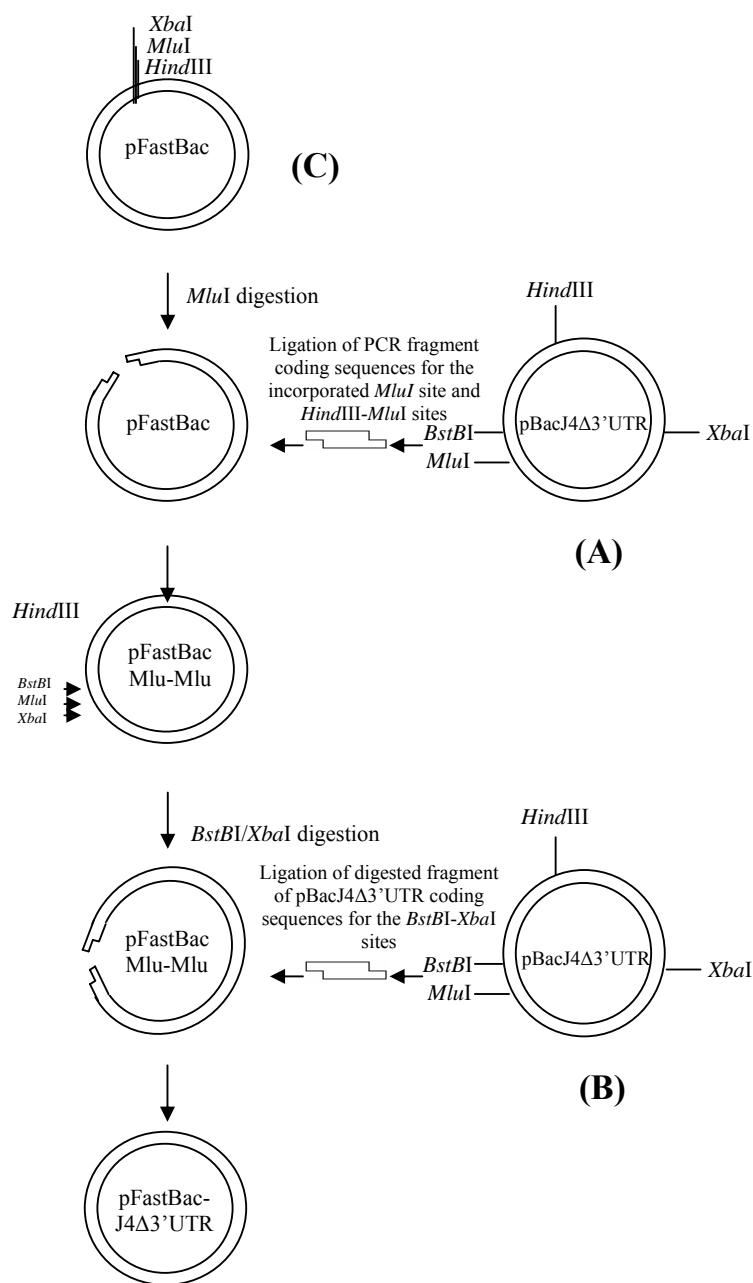 XbaI
MluI
HindIII
pFastBac
(C)
MluI digestion
HindIII
Ligation of PCR fragment
coding sequences for the
incorporated MluI site and
HindIII-MluI sites
pFastBac
pBacJ4Δ3’UTR
BstBI
XbaI
MluI
(A)
HindIII
pFastBac
Mlu-Mlu
BstBI
MluI
XbaI
HindIII
BstBI/XbaI digestion
Ligation of digested fragment
of pBacJ4Δ3’UTR coding
sequences for the BstBI-XbaI
sites
pFastBac
Mlu-Mlu
pBacJ4Δ3’UTR
BstBI
XbaI
MluI
(B)
pFastBac-
J4Δ3’UTR